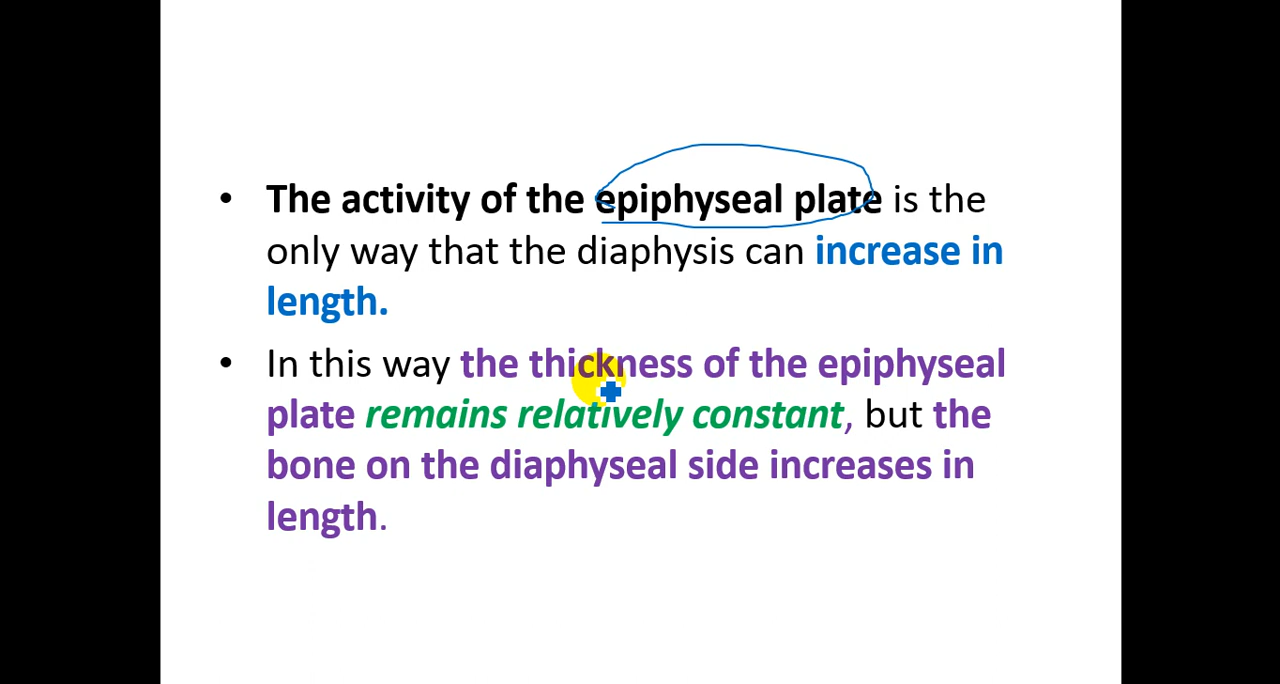 • The activity of the epiphyseal plate is the
only way that the diaphysis can increase in
length.
• In this way the thickness of the epiphyseal
plate remains relatively constant, but the
bone on the diaphyseal side increases in
length.